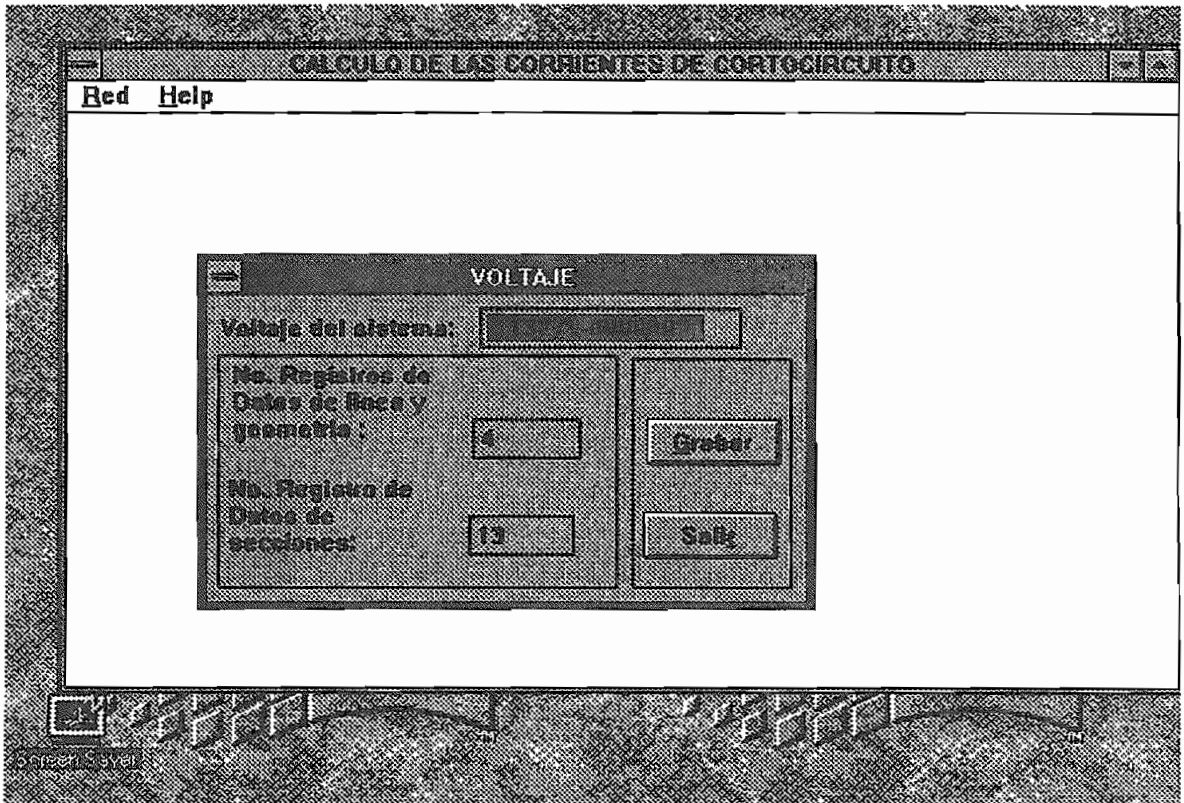 CALCULO DE LAS CORRIENTES DE CORTOCIRCUITO
Red Help
VOLTAJE
Voltaje del sistema:
No. Registros de
Datos de linea y
geometria :
4
Grabar
No. Registro de
Datos de
secciones:
13
Salir
Screen Saver